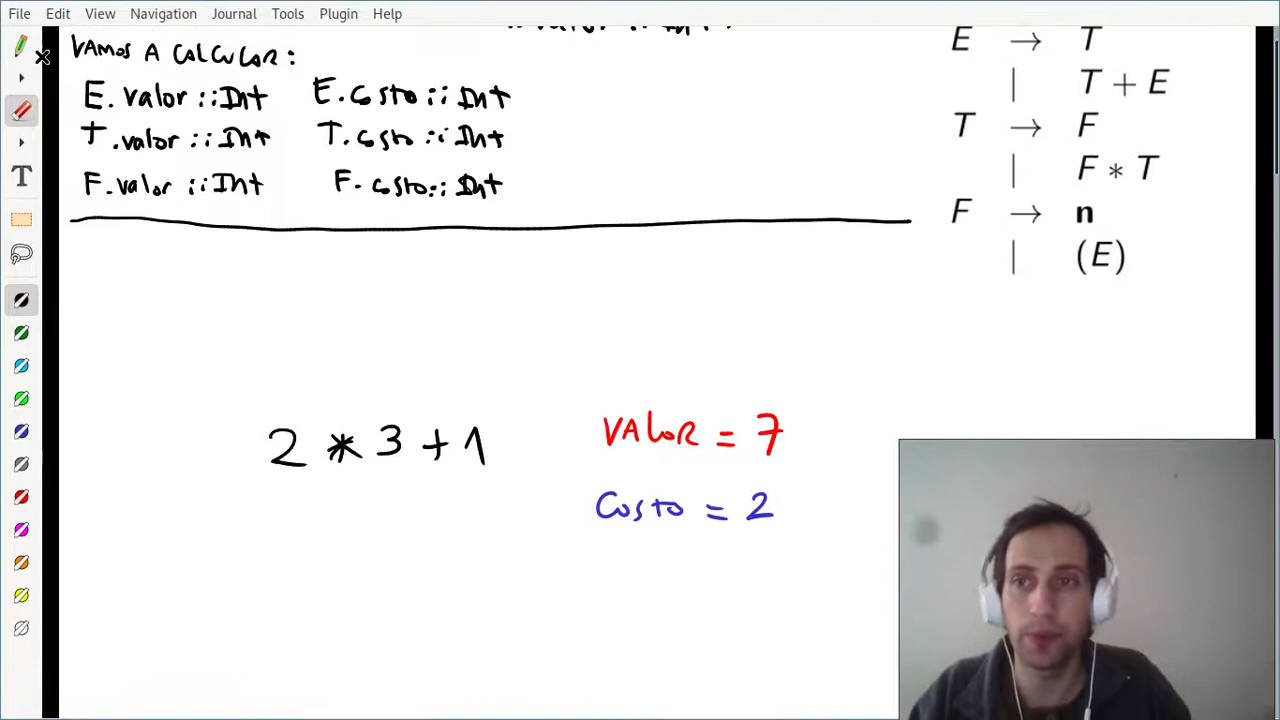 File Edit View Navigation Journal Tools Plugin Help
VAMOS A CALCULAR:
E.valor :: Int E.costo :: Int
T.valor :: Int T.costo :: Int
F.valor :: Int F.costo :: Int
E → T
| T + E
T → F
| F * T
F → n
| (E)
T
2 * 3 + 1
VALOR = 7
Costo = 2